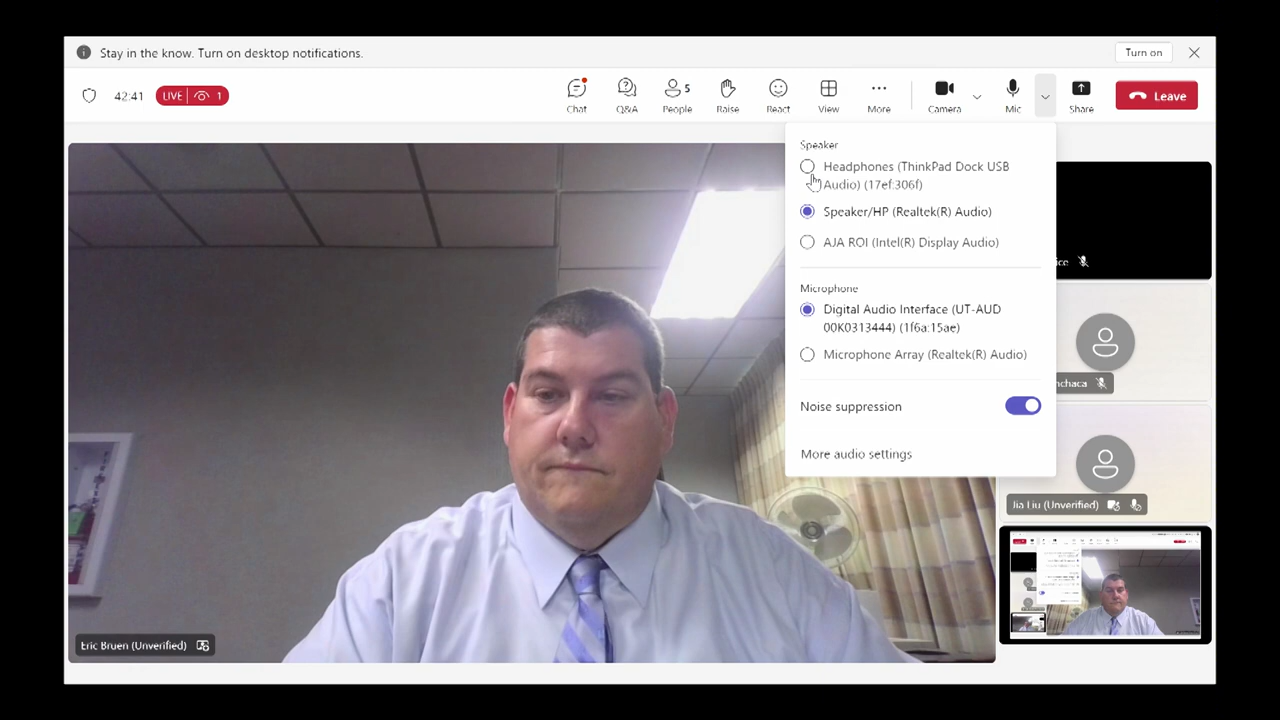 Stay in the know. Turn on desktop notifications.
Turn on
42:41
LIVE 1
Chat
Q&A
People
5
Raise
React
View
More
Camera
Mic
Share
Leave
Speaker
Headphones (ThinkPad Dock USB
Audio) (17ef:306f)
Speaker/HP (Realtek(R) Audio)
AJA ROI (Intel(R) Display Audio)
Microphone
Digital Audio Interface (UT-AUD
00K0313444) (1f6a:15ae)
Microphone Array (Realtek(R) Audio)
Noise suppression
More audio settings
ice
nchaca
Jia Liu (Unverified)
Eric Bruen (Unverified)